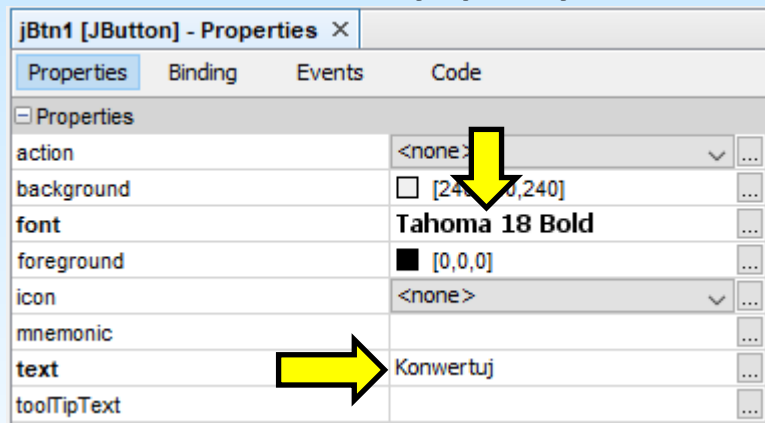 jBtn1 [JButton] - Properties ×
Properties Binding Events Code
Properties
action <none> ...
background ,240] ...
font Tahoma 18 Bold ...
foreground [0,0,0] ...
icon <none> ...
mnemonic ...
text Konwertuj ...
toolTipText ...